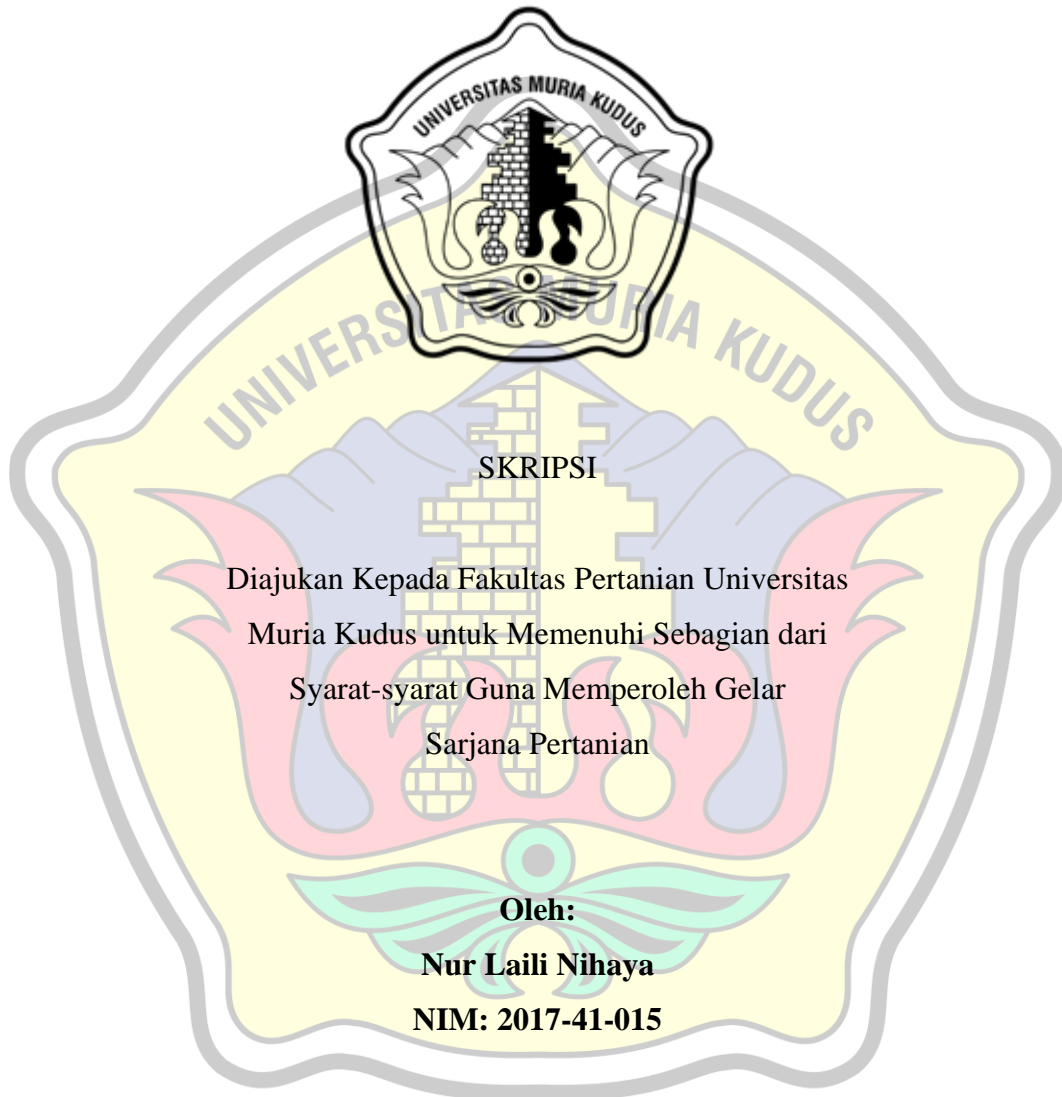 UNIVERSITAS MURIA KUDUS
UNIVERSITAS MURIA KUDUS
SKRIPSI
Diajukan Kepada Fakultas Pertanian Universitas
Muria Kudus untuk Memenuhi Sebagian dari
Syarat-syarat Guna Memperoleh Gelar
Sarjana Pertanian
Oleh:
Nur Laili Nihaya
NIM: 2017-41-015